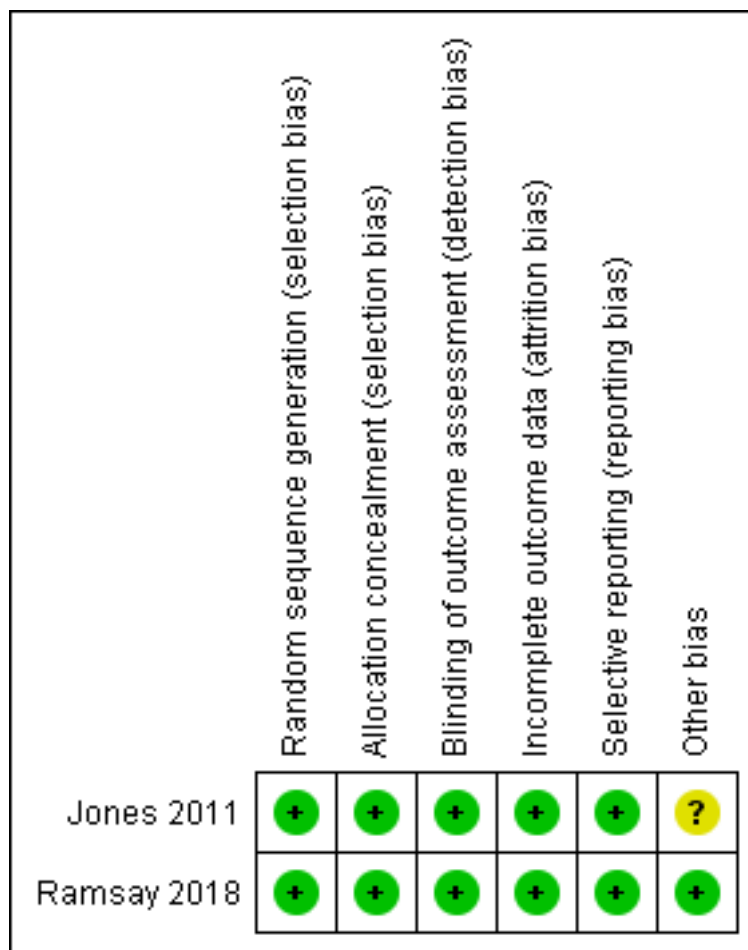 Random sequence generation (selection bias)
Allocation concealment (selection bias)
Blinding of outcome assessment (detection bias)
Incomplete outcome data (attrition bias)
Selective reporting (reporting bias)
Other bias
Jones 2011 + + + + + ?
Ramsay 2018 + + + + + +